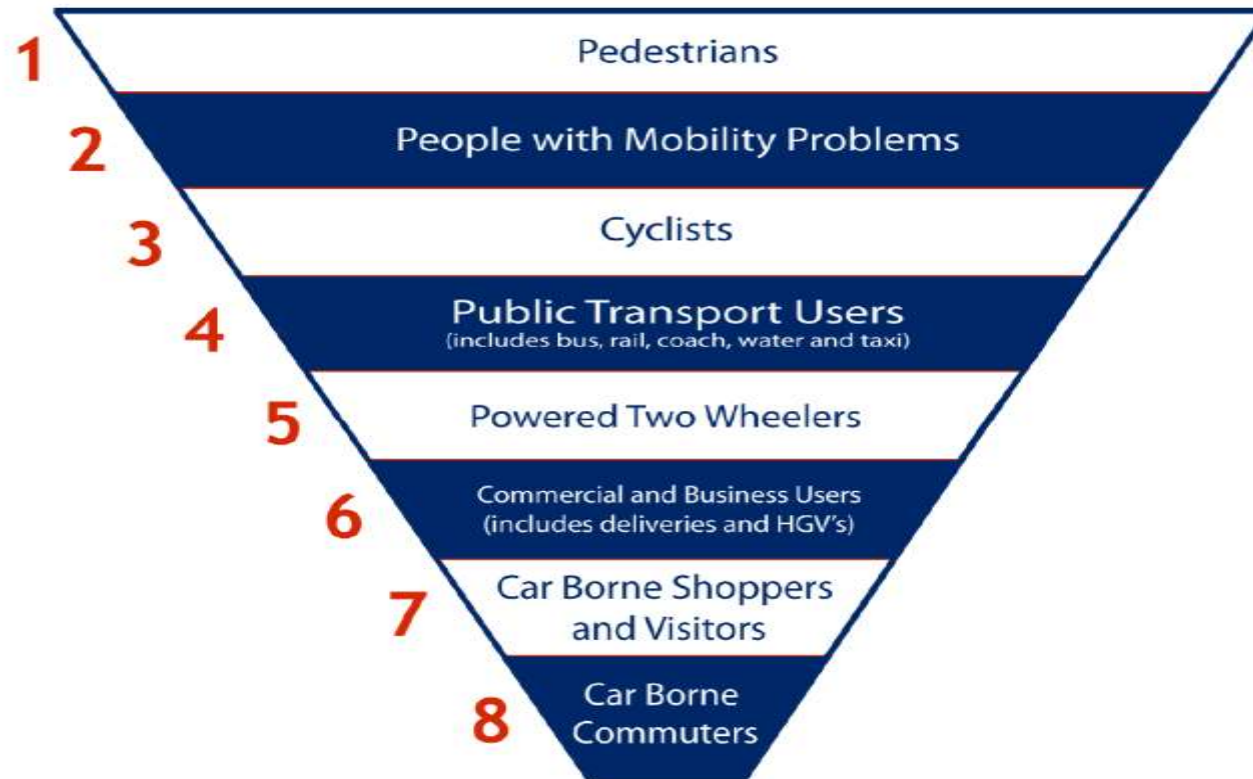 1
Pedestrians
2
People with Mobility Problems
3
Cyclists
4
Public Transport Users
(includes bus, rail, coach, water and taxi)
5
Powered Two Wheelers
6
Commercial and Business Users
(includes deliveries and HGV's)
7
Car Borne Shoppers
and Visitors
8
Car Borne
Commuters